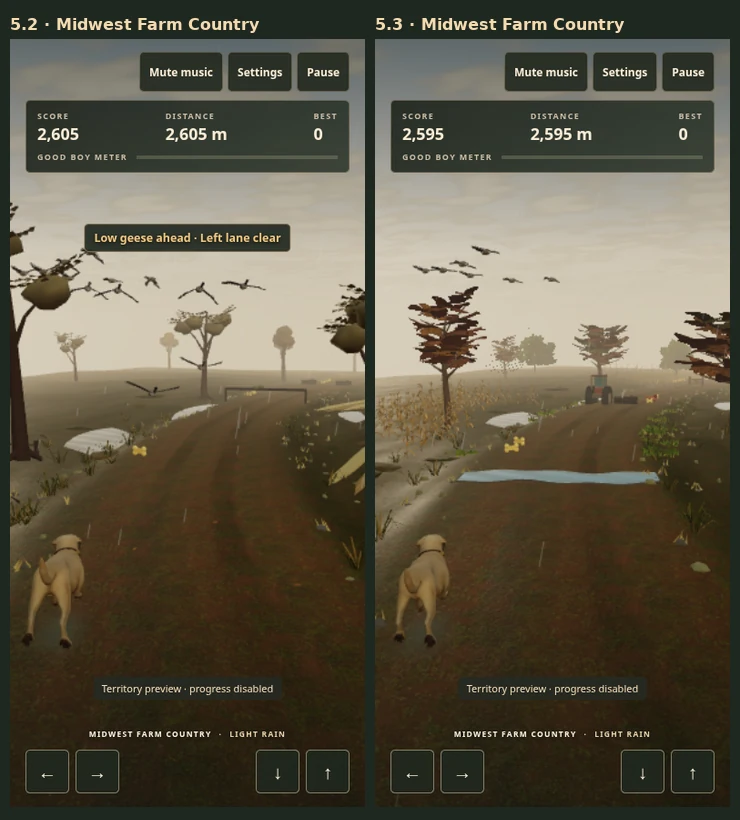 5.2 · Midwest Farm Country
Mute music
Settings
Pause
SCORE
DISTANCE
BEST
2,605
2,605 m
0
GOOD BOY METER
Low geese ahead · Left lane clear
Territory preview · progress disabled
MIDWEST FARM COUNTRY · LIGHT RAIN
← → ↓ ↑
5.3 · Midwest Farm Country
Mute music
Settings
Pause
SCORE
DISTANCE
BEST
2,595
2,595 m
0
GOOD BOY METER
Territory preview · progress disabled
MIDWEST FARM COUNTRY · LIGHT RAIN
← → ↓ ↑